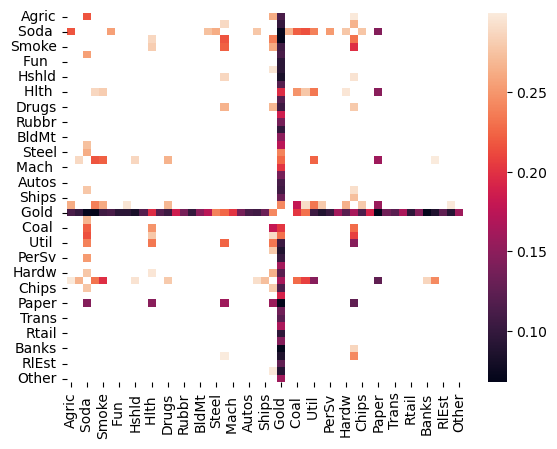 Agric
Soda
Smoke
Fun
Hshld
Hlth
Drugs
Rubbr
BldMt
Steel
Mach
Autos
Ships
Gold
Coal
Util
PerSv
Hardw
Chips
Paper
Trans
Rtail
Banks
RlEst
Other
Agric
Soda
Smoke
Fun
Hshld
Hlth
Drugs
Rubbr
BldMt
Steel
Mach
Autos
Ships
Gold
Coal
Util
PerSv
Hardw
Chips
Paper
Trans
Rtail
Banks
RlEst
Other
0.25
0.20
0.15
0.10